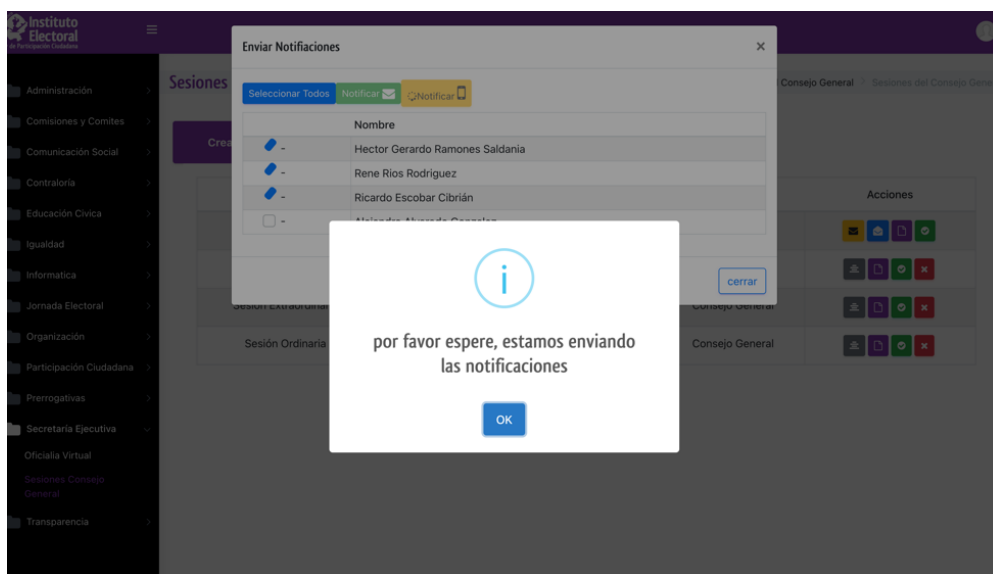 Instituto
Electoral
de Participación Ciudadana
Enviar Notifiaciones
×
Administración
Sesiones
Seleccionar Todos
Notificar
Notificar
Consejo General
Sesiones del Consejo Gene
Comisiones y Comites
Nombre
Crea
- Hector Gerardo Ramones Saldania
Comunicación Social
- Rene Rios Rodriguez
Contraloría
- Ricardo Escobar Cibrián
Acciones
Educación Civica
-
Igualdad
i
Informatica
cerrar
Jornada Electoral
Sesión Extraordinar
Consejo General
Organización
Sesión Ordinaria
por favor espere, estamos enviando
las notificaciones
Consejo General
Participación Ciudadana
Prerrogativas
OK
Secretaría Ejecutiva
Oficialia Virtual
Sesiones Consejo
General
Transparencia